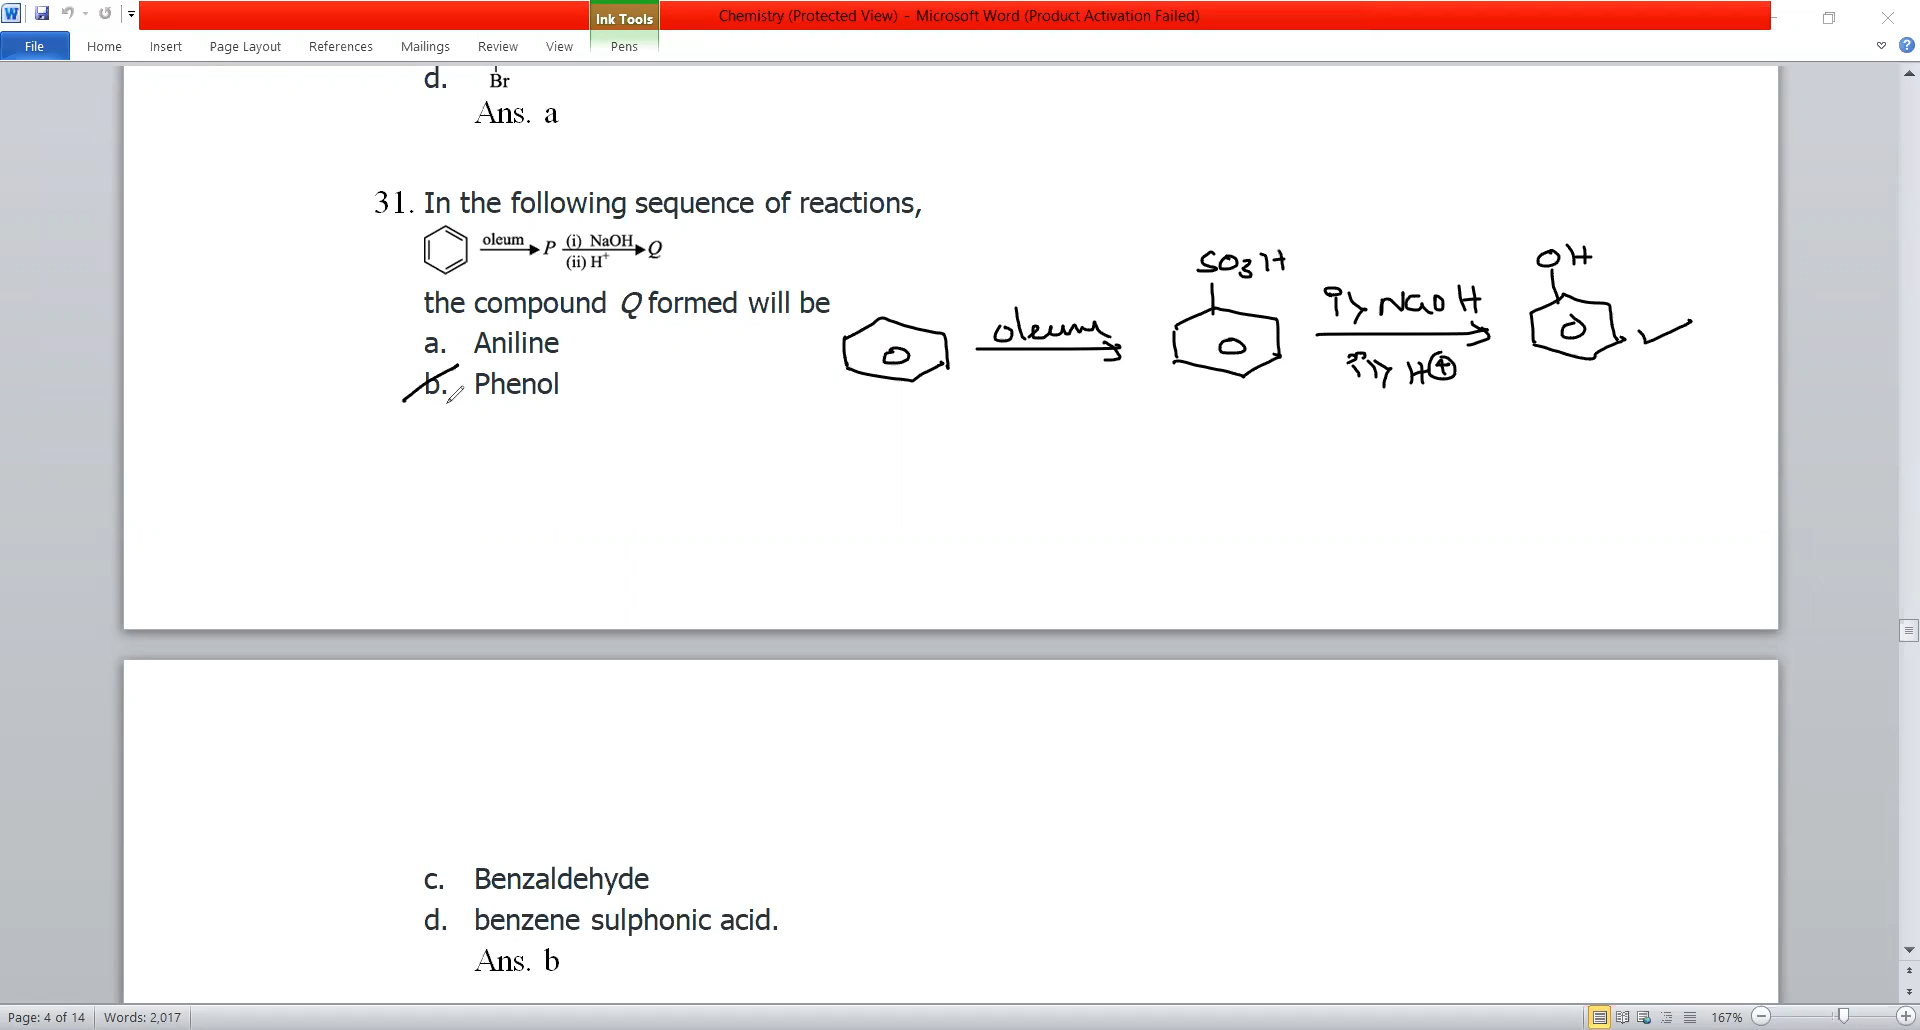 Ink Tools
Chemistry (Protected View) - Microsoft Word (Product Activation Failed)
File Home Insert Page Layout References Mailings Review View Pens
d. Br
Ans. a
31. In the following sequence of reactions,
oleum P (i) NaOH Q
(ii) H+
the compound Q formed will be
a. Aniline
b. Phenol
SO3H
OH
oleum
i> NaOH
ii> H⊕
c. Benzaldehyde
d. benzene sulphonic acid.
Ans. b
Page: 4 of 14 Words: 2,017 167%